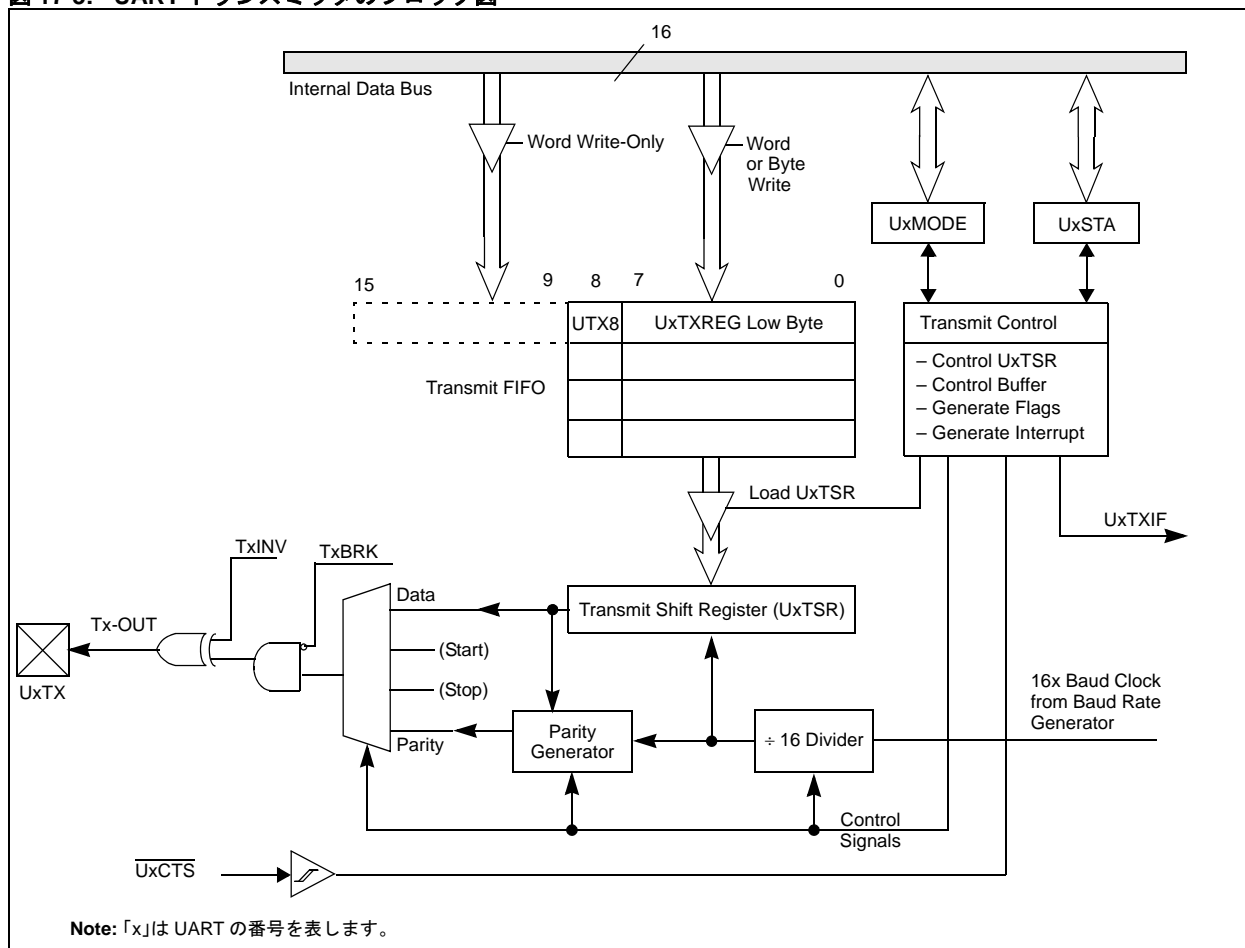 図 17-3: UART トランスミッタのブロック図
16
Internal Data Bus
Word Write-Only
Word
or Byte
Write
UxMODE
UxSTA
15
9
8
7
0
UTX8
UxTXREG Low Byte
Transmit FIFO
Transmit Control
– Control UxTSR
– Control Buffer
– Generate Flags
– Generate Interrupt
Load UxTSR
UxTXIF
TxINV
TxBRK
Data
Transmit Shift Register (UxTSR)
Tx-OUT
(Start)
(Stop)
UxTX
16x Baud Clock
from Baud Rate
Generator
Parity
Parity
Generator
÷ 16 Divider
Control
Signals
UxCTS
Note: 「x」は UART の番号を表します。